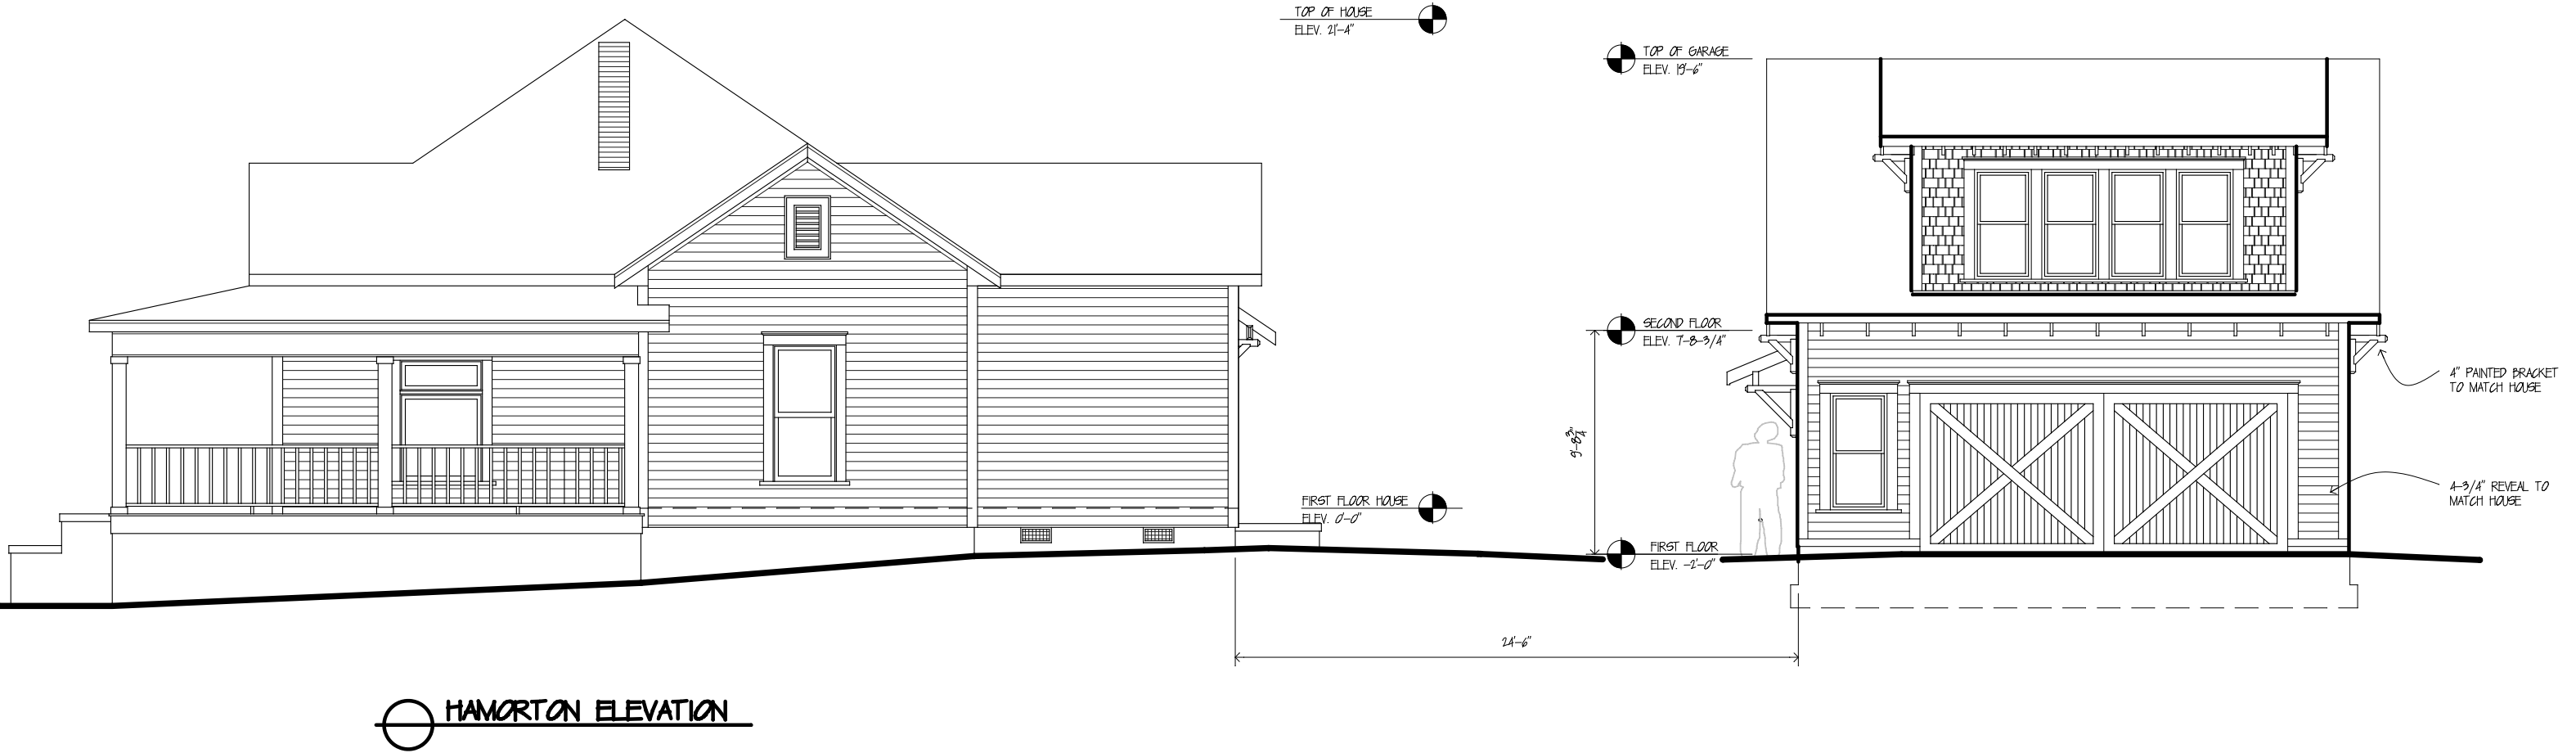 TOP OF HOUSE
ELEV. 21'-4"
TOP OF GARAGE
ELEV. 19'-6"
SECOND FLOOR
ELEV. 7'-8-3/4"
4" PAINTED BRACKET
TO MATCH HOUSE
9'-8 3/4"
4-3/4" REVEAL TO
MATCH HOUSE
FIRST FLOOR HOUSE
ELEV. 0'-0"
FIRST FLOOR
ELEV. -2'-0"
24'-6"
HAMORTON ELEVATION